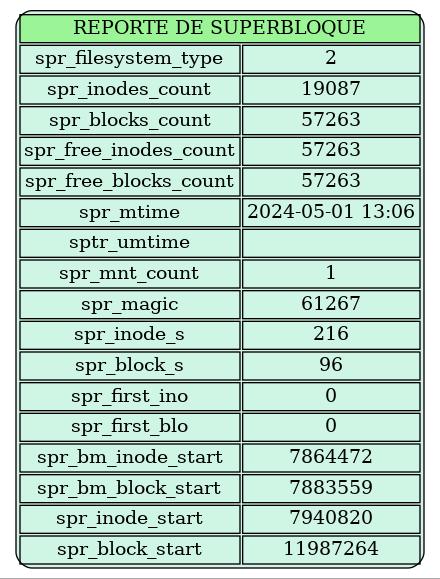 REPORTE DE SUPERBLOQUE
spr_filesystem_type 2
spr_inodes_count 19087
spr_blocks_count 57263
spr_free_inodes_count 57263
spr_free_blocks_count 57263
spr_mtime 2024-05-01 13:06
sptr_umtime
spr_mnt_count 1
spr_magic 61267
spr_inode_s 216
spr_block_s 96
spr_first_ino 0
spr_first_blo 0
spr_bm_inode_start 7864472
spr_bm_block_start 7883559
spr_inode_start 7940820
spr_block_start 11987264